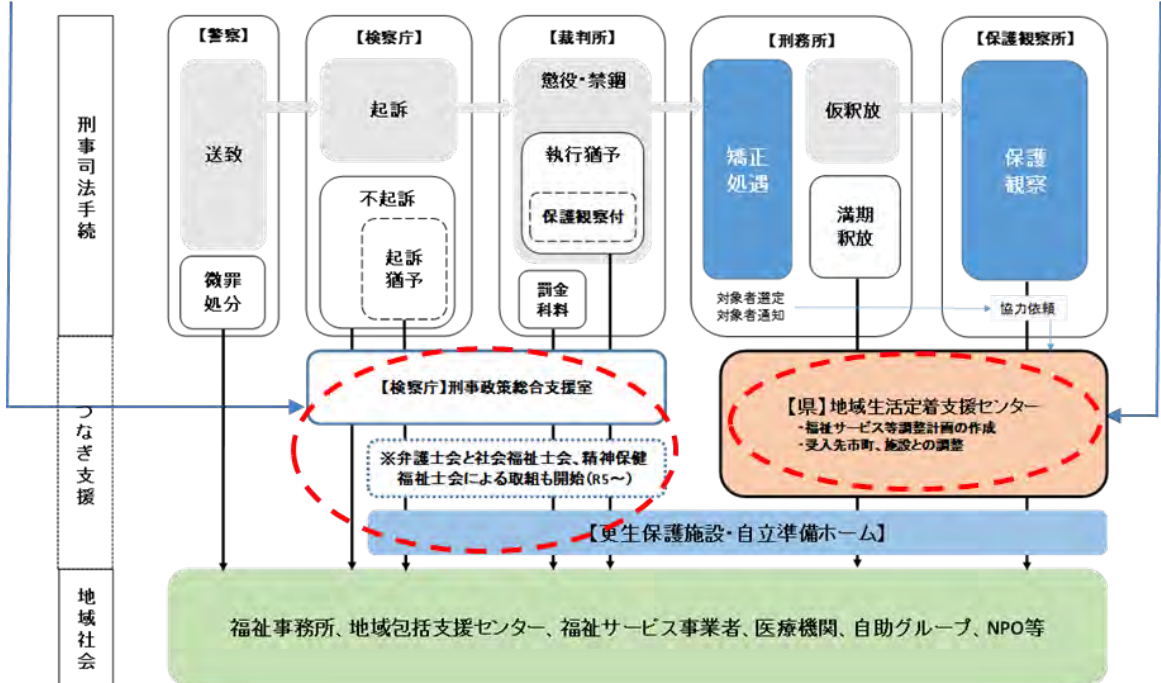 刑事司法手続
【警察】
送致
微罪
処分
【検察庁】
起訴
不起訴
起訴
猶予
【裁判所】
懲役・禁錮
執行猶予
保護観察付
罰金
科料
【刑務所】
矯正
処遇
仮釈放
満期
釈放
対象者選定
対象者通知
【保護観察所】
保護
観察
協力依頼
つなぎ支援
【検察庁】刑事政策総合支援室
※弁護士会と社会福祉士会、精神保健
福祉士会による取組も開始(R5～)
【県】地域生活定着支援センター
・福祉サービス等調整計画の作成
・受入先市町、施設との調整
【更生保護施設・自立準備ホーム】
地域社会
福祉事務所、地域包括支援センター、福祉サービス事業者、医療機関、自助グループ、NPO等